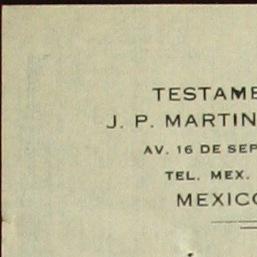 TESTAME
J. P. MARTIN
AV. 16 DE SEP
TEL. MEX.
MEXICO